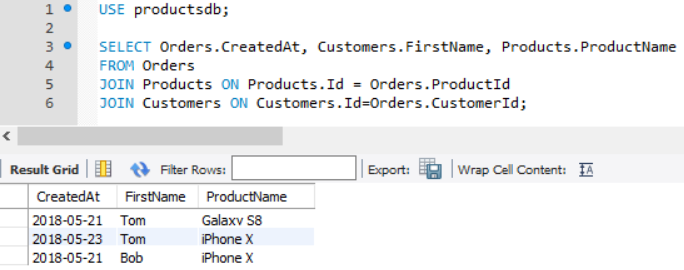 1 USE productsdb;
2
3 SELECT Orders.CreatedAt, Customers.FirstName, Products.ProductName
4 FROM Orders
5 JOIN Products ON Products.Id = Orders.ProductId
6 JOIN Customers ON Customers.Id=Orders.CustomerId;
Result Grid Filter Rows: Export: Wrap Cell Content: IA
CreatedAt FirstName ProductName
2018-05-21 Tom Galaxy S8
2018-05-23 Tom iPhone X
2018-05-21 Bob iPhone X